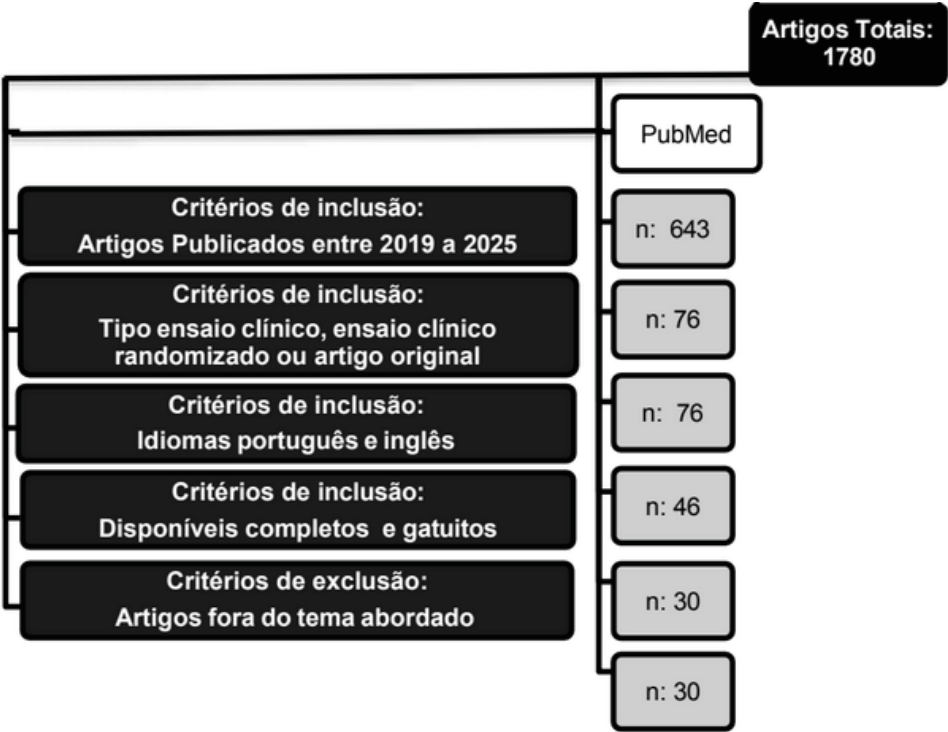 Artigos Totais:
1780
PubMed
Critérios de inclusão:
Artigos Publicados entre 2019 a 2025
n: 643
Critérios de inclusão:
Tipo ensaio clínico, ensaio clínico
randomizado ou artigo original
n: 76
Critérios de inclusão:
Idiomas português e inglês
n: 76
Critérios de inclusão:
Disponíveis completos e gatuitos
n: 46
Critérios de exclusão:
Artigos fora do tema abordado
n: 30
n: 30